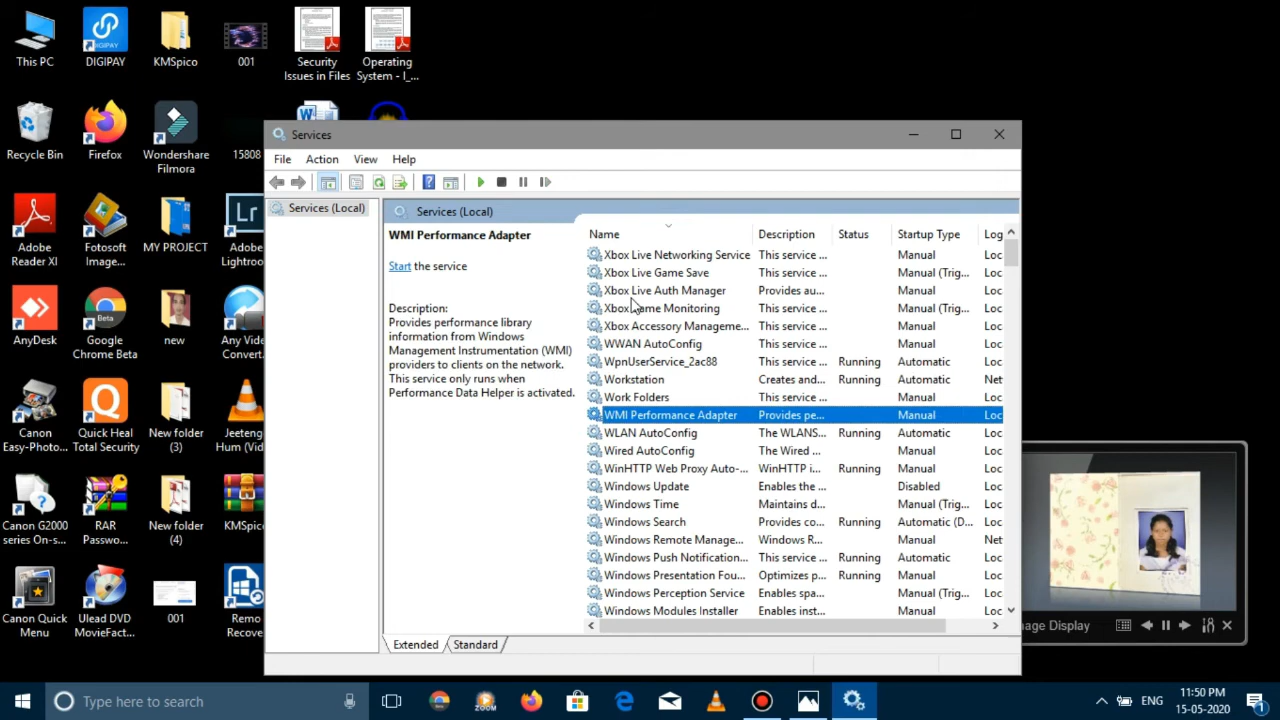 This PC
DIGIPAY
KMSpico
001
Security
Issues in Files
Operating
System - I_...
Recycle Bin
Firefox
Wondershare
Filmora
15808
Adobe
Reader XI
Fotosoft
Image...
MY PROJECT
Adobe
Lightroo
AnyDesk
Google
Chrome Beta
new
Any Video
Convert
Canon
Easy-Photo...
Quick Heal
Total Security
New folder
(3)
Jeeteng
Hum (Vid
Canon G2000
series On-s...
RAR
Passwo...
New folder
(4)
KMSpico
Canon Quick
Menu
Ulead DVD
MovieFact...
001
Remo
Recove
Services
File Action View Help
Services (Local)
Services (Local)
WMI Performance Adapter
Start the service
Description:
Provides performance library
information from Windows
Management Instrumentation (WMI)
providers to clients on the network.
This service only runs when
Performance Data Helper is activated.
Name Description Status Startup Type Log
Xbox Live Networking Service This service ... Manual Loc
Xbox Live Game Save This service ... Manual (Trig... Loc
Xbox Live Auth Manager Provides au... Manual Loc
Xbox Game Monitoring This service ... Manual (Trig... Loc
Xbox Accessory Manageme... This service ... Manual (Trig... Loc
WWAN AutoConfig This service ... Manual Loc
WpnUserService_2ac88 This service ... Running Automatic Loc
Workstation Creates and... Running Automatic Net
Work Folders This service ... Manual Loc
WMI Performance Adapter Provides pe... Manual Loc
WLAN AutoConfig The WLANS... Running Automatic Loc
Wired AutoConfig The Wired ... Manual Loc
WinHTTP Web Proxy Auto-... WinHTTP i... Running Manual Loc
Windows Update Enables the ... Disabled Loc
Windows Time Maintains d... Manual (Trig... Loc
Windows Search Provides co... Running Automatic (D... Loc
Windows Remote Manage... Windows R... Manual Net
Windows Push Notification... This service ... Running Automatic Loc
Windows Presentation Fou... Optimizes p... Running Manual Loc
Windows Perception Service Enables spa... Manual (Trig... Loc
Windows Modules Installer Enables inst... Manual Loc
Extended Standard
mage Display
Type here to search
ZOOM
ENG
11:50 PM
15-05-2020
1